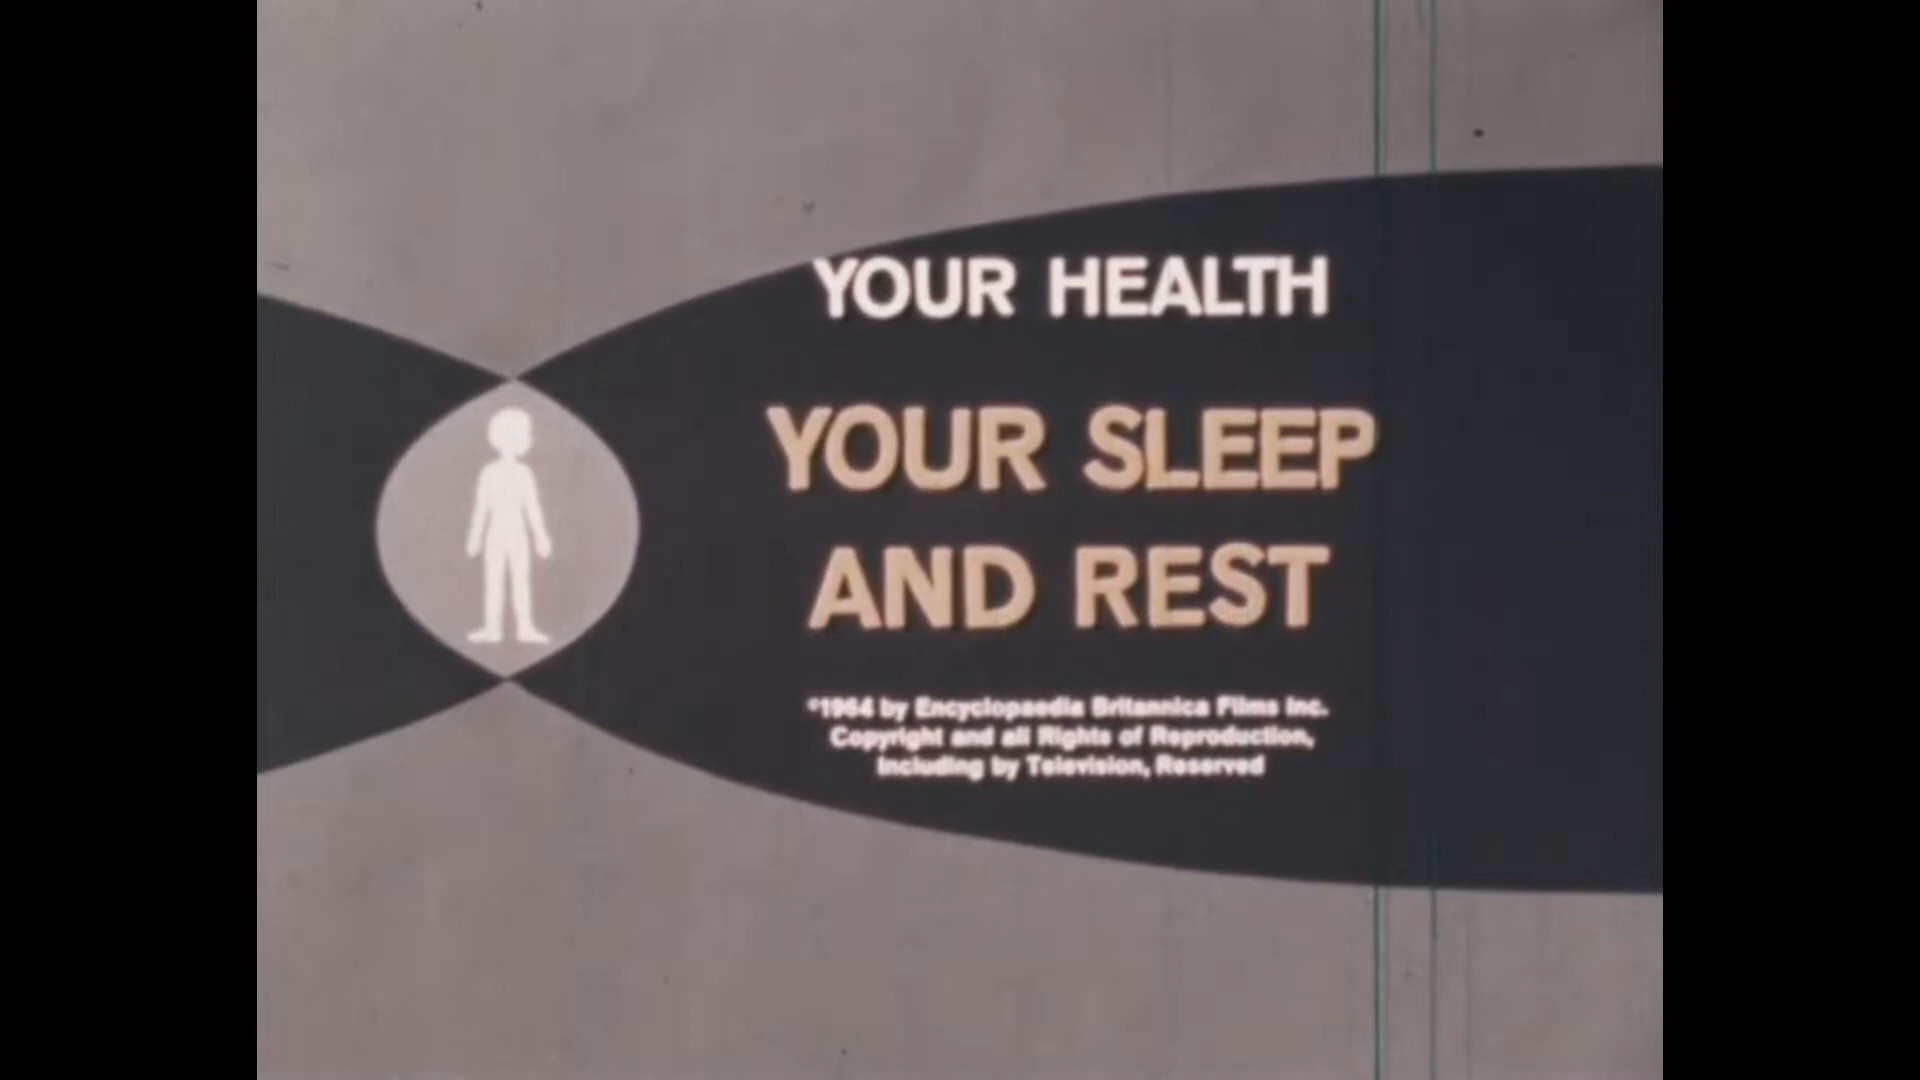 YOUR HEALTH
YOUR SLEEP
AND REST
©1964 by Encyclopaedia Britannica Films Inc.
Copyright and all Rights of Reproduction,
Including by Television, Reserved